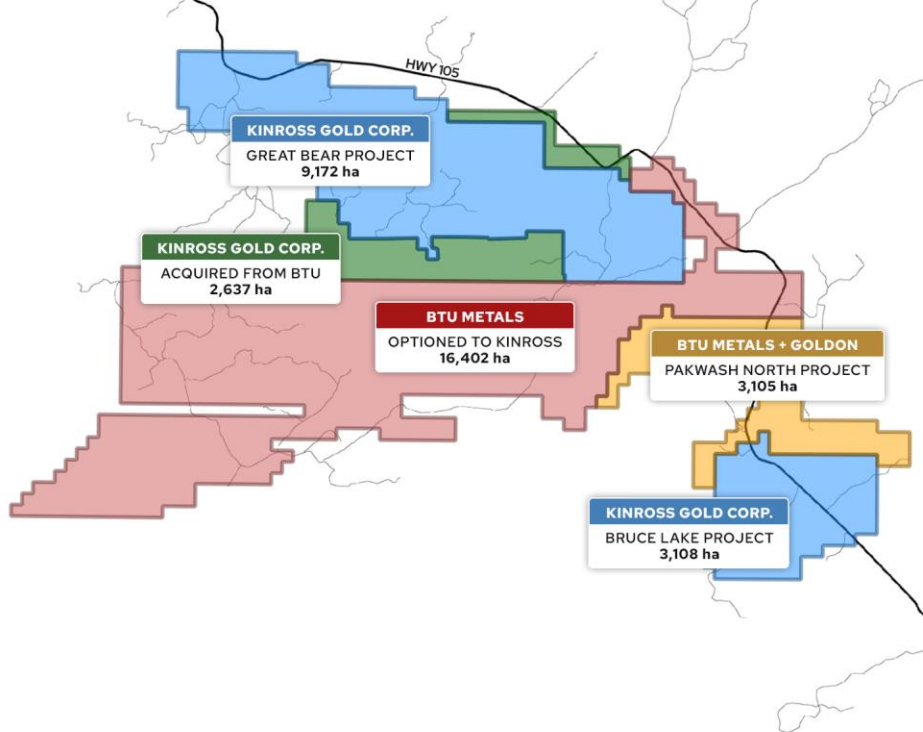 HWY 105
KINROSS GOLD CORP.
GREAT BEAR PROJECT
9,172 ha
KINROSS GOLD CORP.
ACQUIRED FROM BTU
2,637 ha
BTU METALS
OPTIONED TO KINROSS
16,402 ha
BTU METALS + GOLDON
PAKWASH NORTH PROJECT
3,105 ha
KINROSS GOLD CORP.
BRUCE LAKE PROJECT
3,108 ha